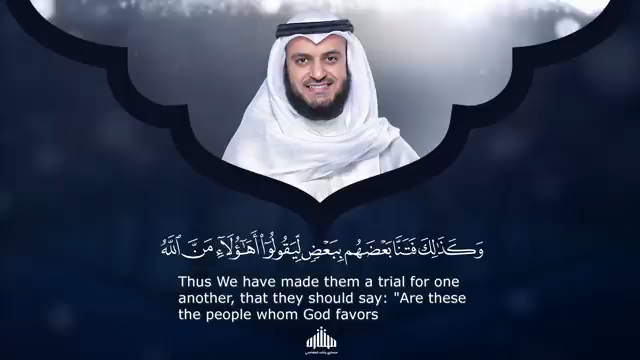 وَكَذَٰلِكَ فَتَنَّا بَعْضَهُم بِبَعْضٍ لِّيَقُولُوٓا۟ أَهَٰٓؤُلَآءِ مَنَّ ٱللَّهُ
Thus We have made them a trial for one
another, that they should say: "Are these
the people whom God favors